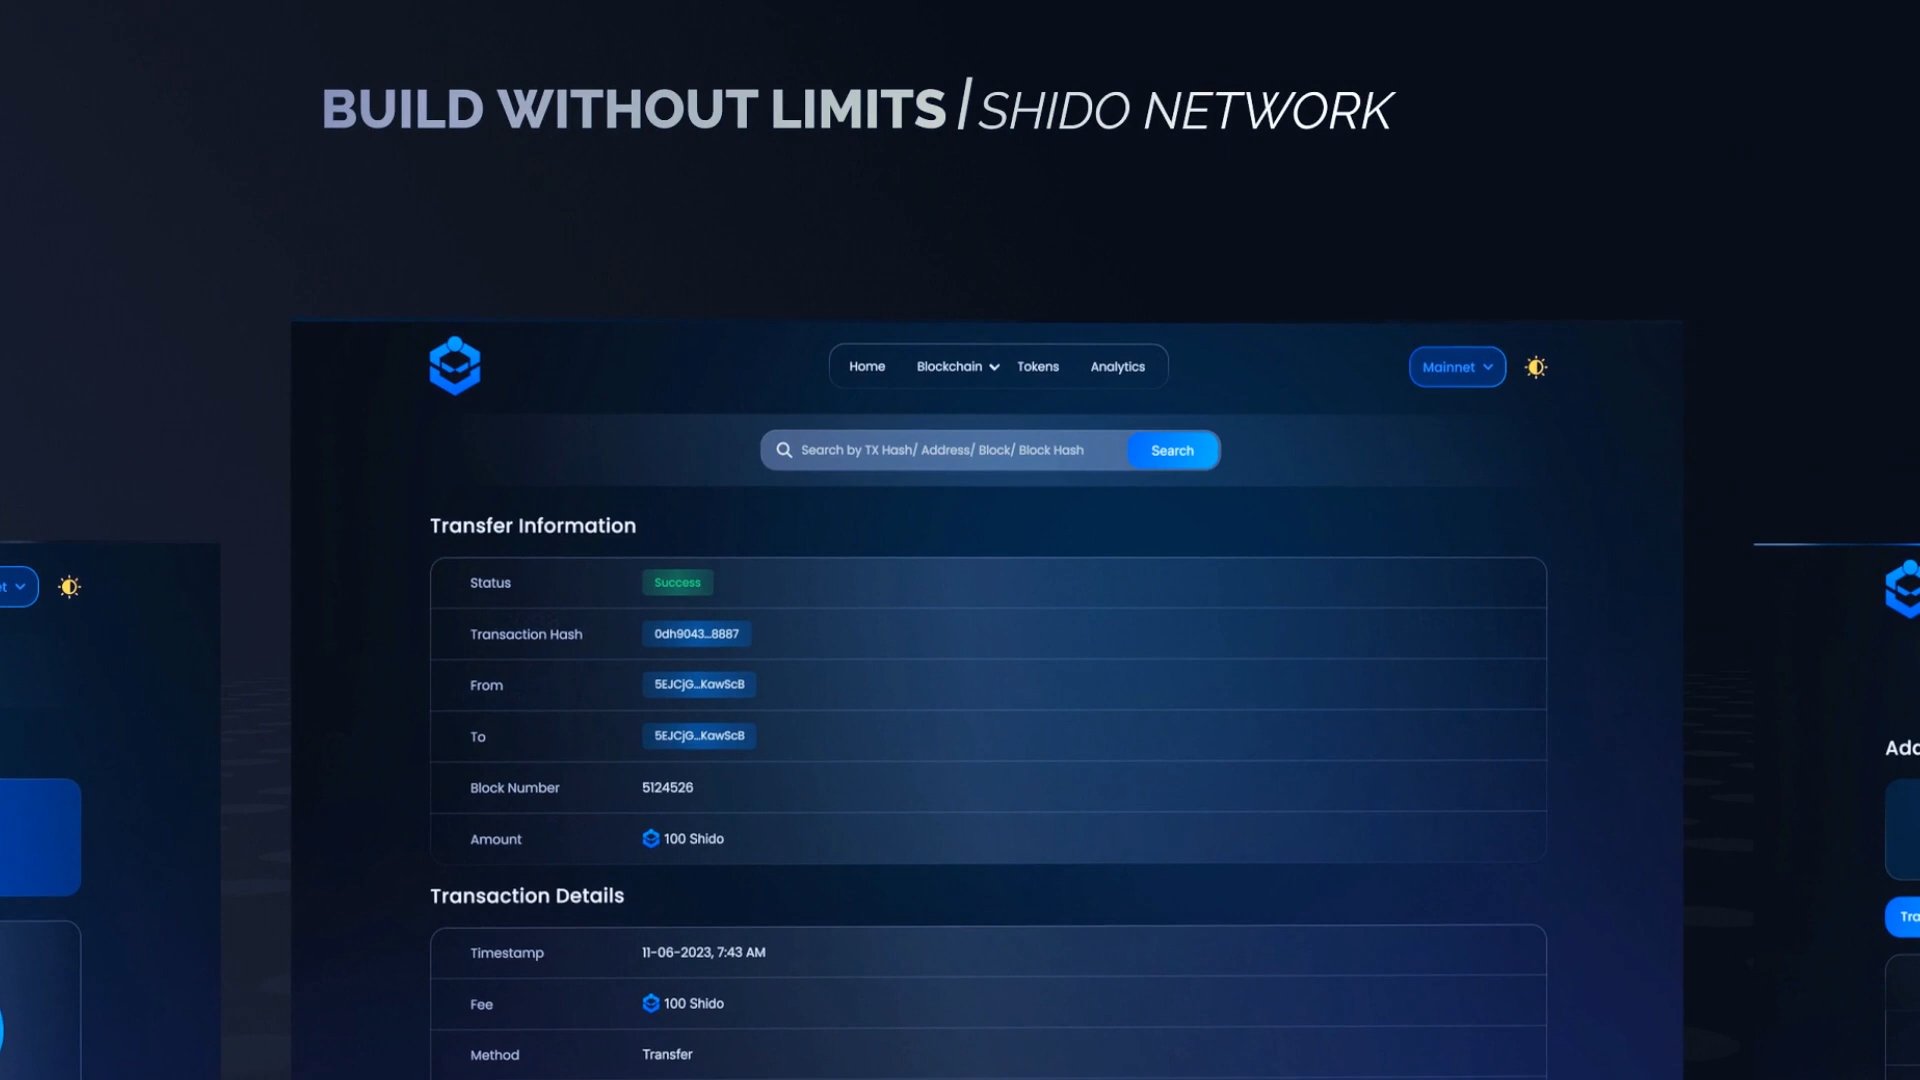 BUILD WITHOUT LIMITS / SHIDO NETWORK
Home Blockchain Tokens Analytics
Mainnet
Search by TX Hash/ Address/ Block/ Block Hash Search
Transfer Information
Status Success
Transaction Hash 0dh9043...8887
From 5EJCjG...KawScB
To 5EJCjG...KawScB
Block Number 5124526
Amount 100 Shido
Transaction Details
Timestamp 11-06-2023, 7:43 AM
Fee 100 Shido
Method Transfer